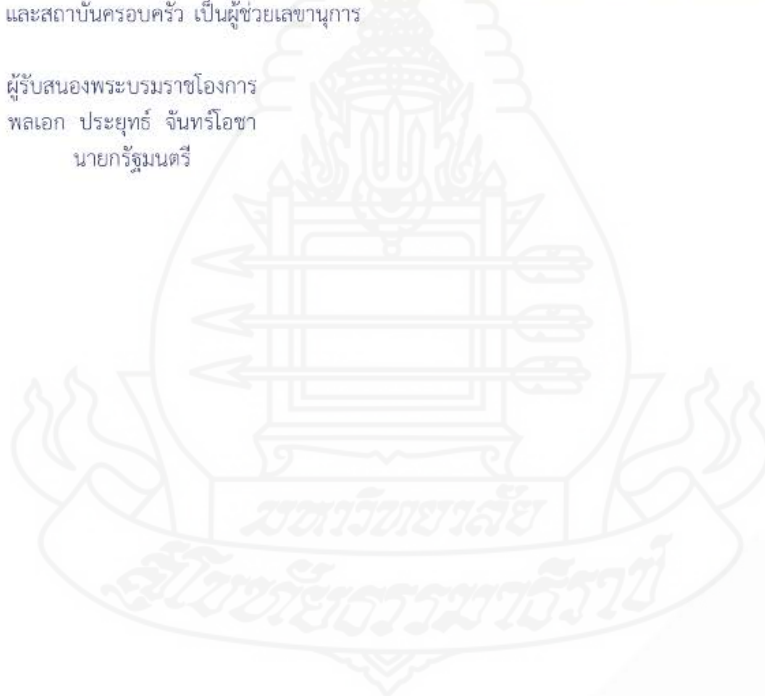 และสถาบันครอบครัว เป็นผู้ช่วยเลขานุการ
ผู้รับสนองพระบรมราชโองการ
พลเอก ประยุทธ์ จันทร์โอชา
นายกรัฐมนตรี
มหาวิทยาลัย
สุโขทัยธรรมาธิราช